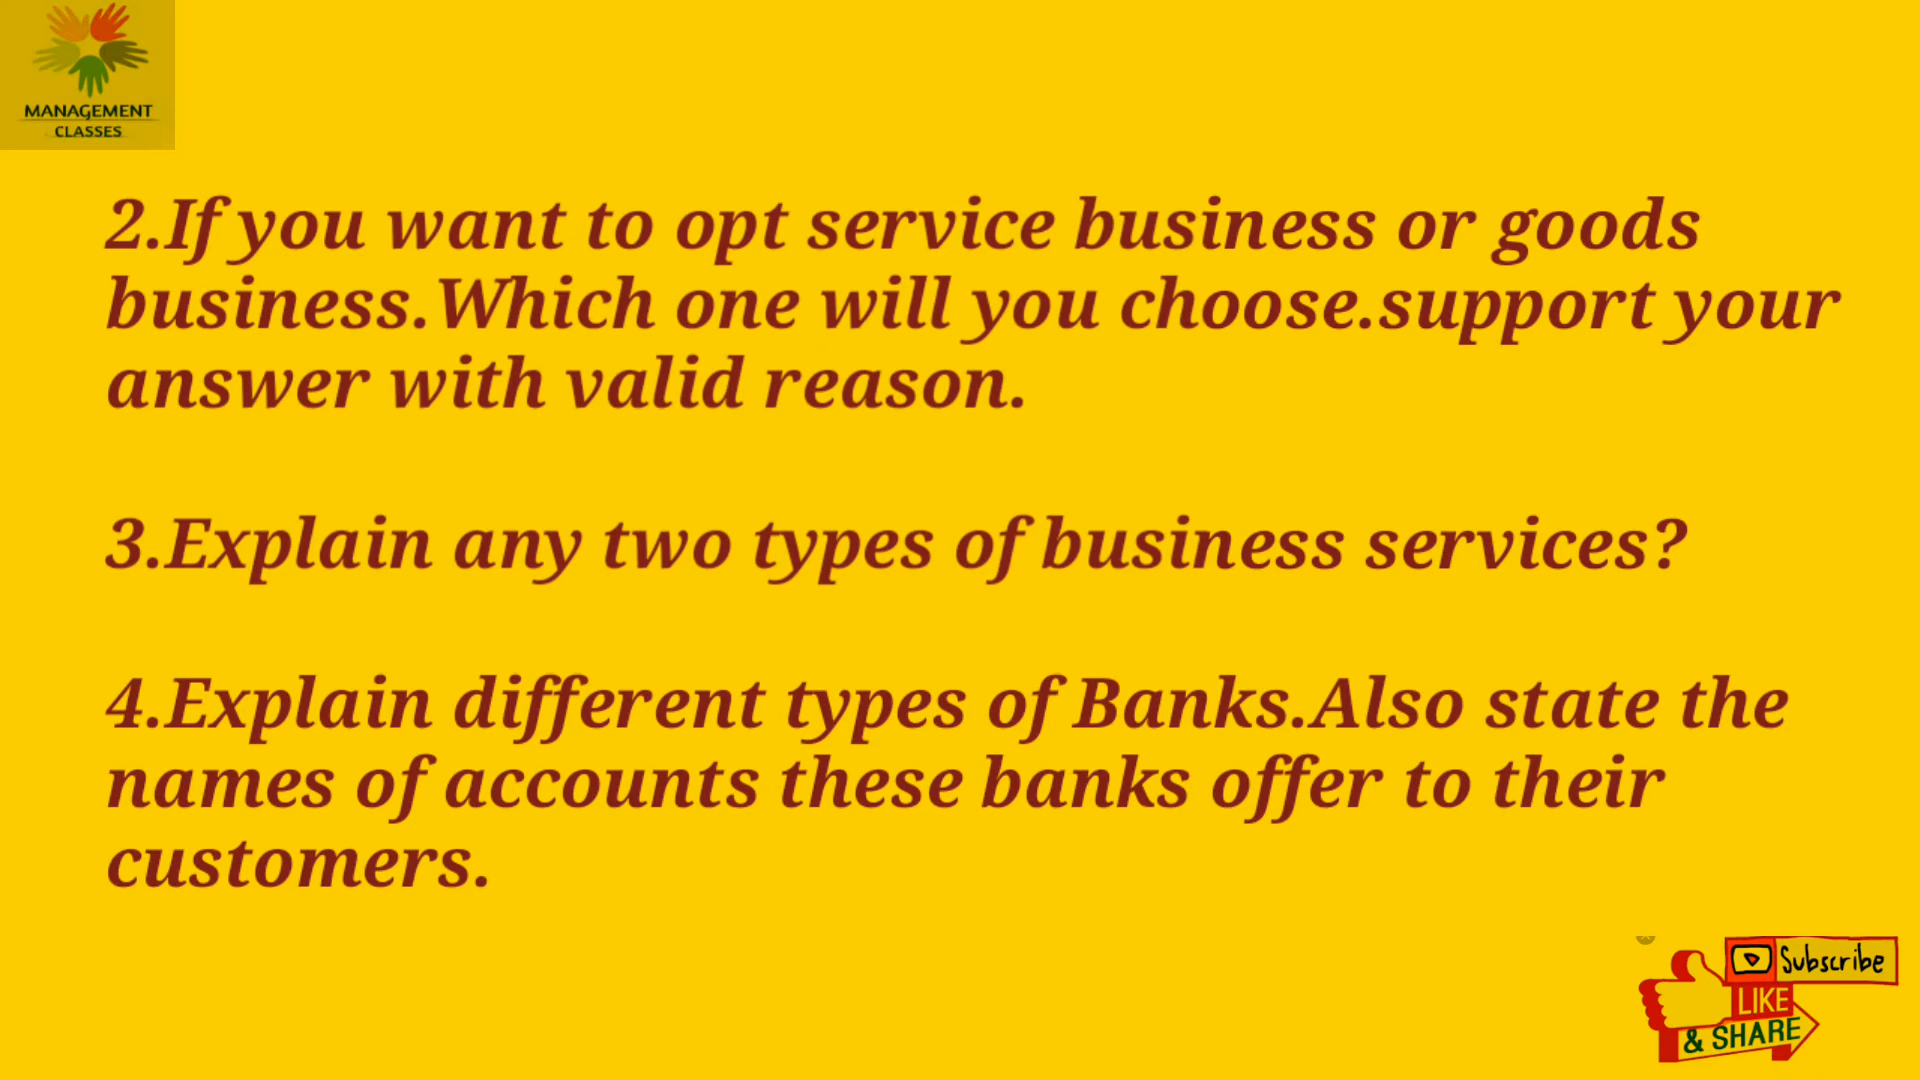 MANAGEMENT
CLASSES
2.If you want to opt service business or goods
business.Which one will you choose.support your
answer with valid reason.
3.Explain any two types of business services?
4.Explain different types of Banks.Also state the
names of accounts these banks offer to their
customers.
Subscribe
LIKE
& SHARE